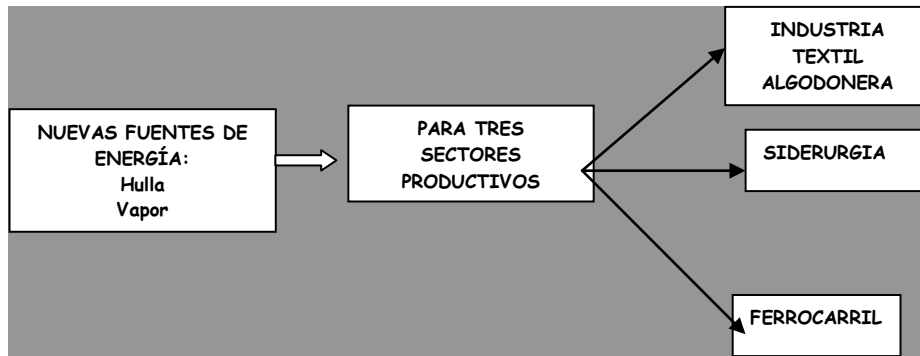 NUEVAS FUENTES DE
ENERGÍA:
Hulla
Vapor
PARA TRES
SECTORES
PRODUCTIVOS
INDUSTRIA
TEXTIL
ALGODONERA
SIDERURGIA
FERROCARRIL